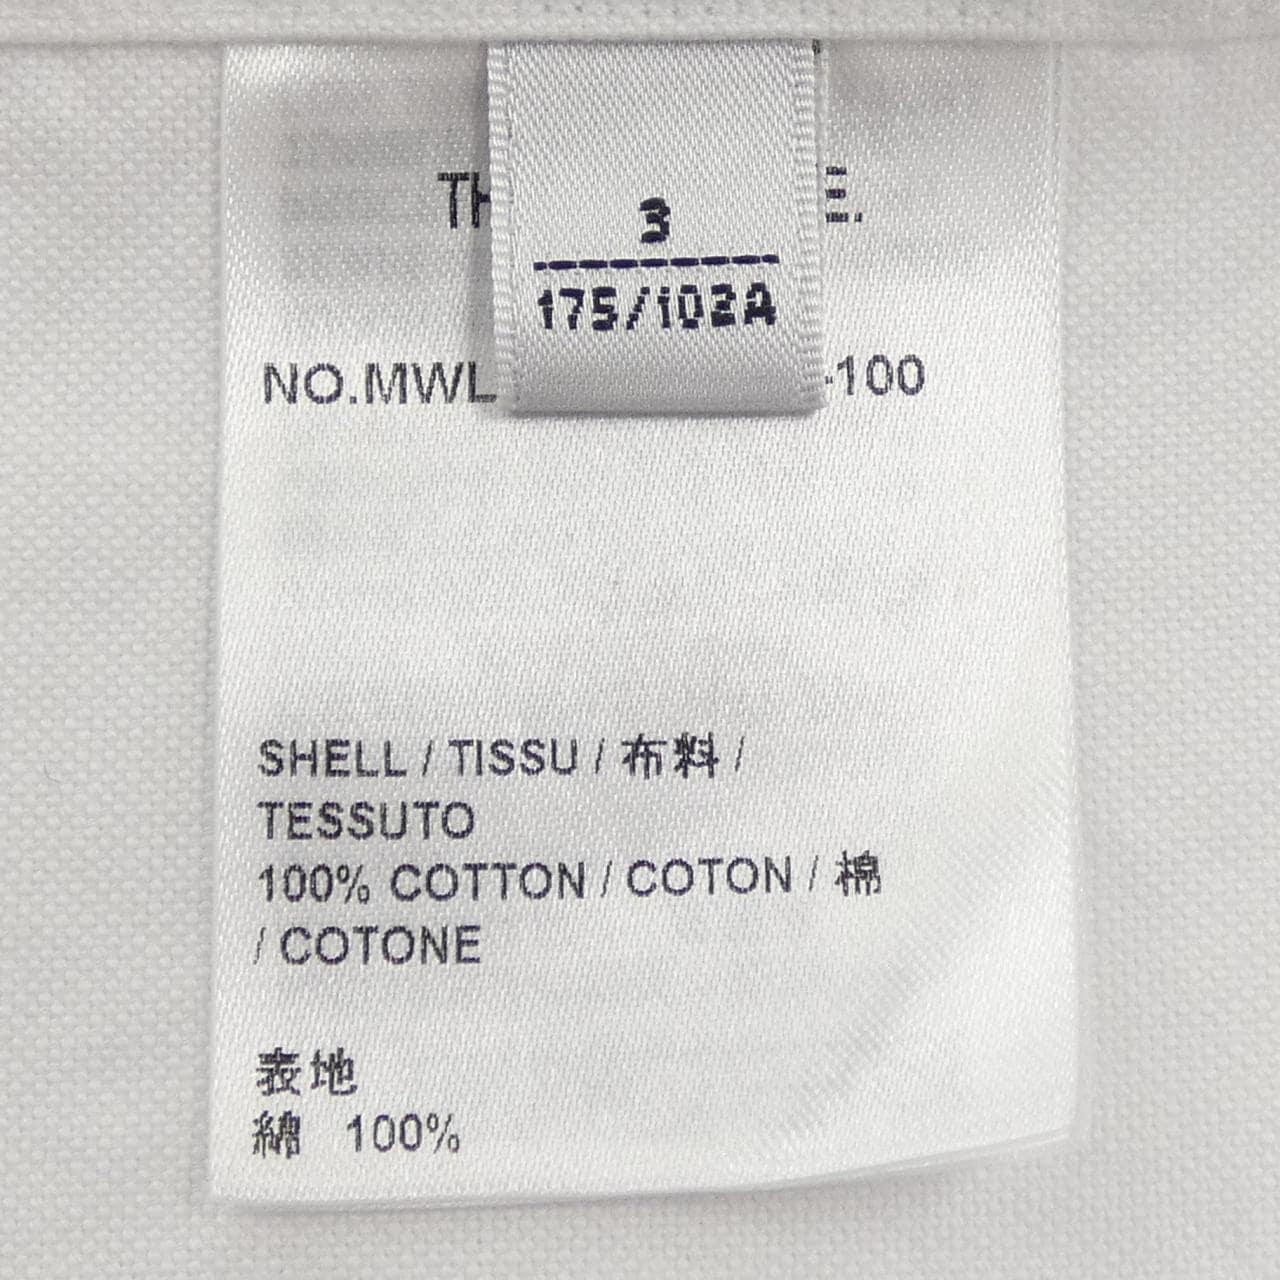 3
175/102A
NO.MWL
-100
SHELL / TISSU / 布料 /
TESSUTO
100% COTTON / COTON / 棉
/ COTONE
表地
綿 100%